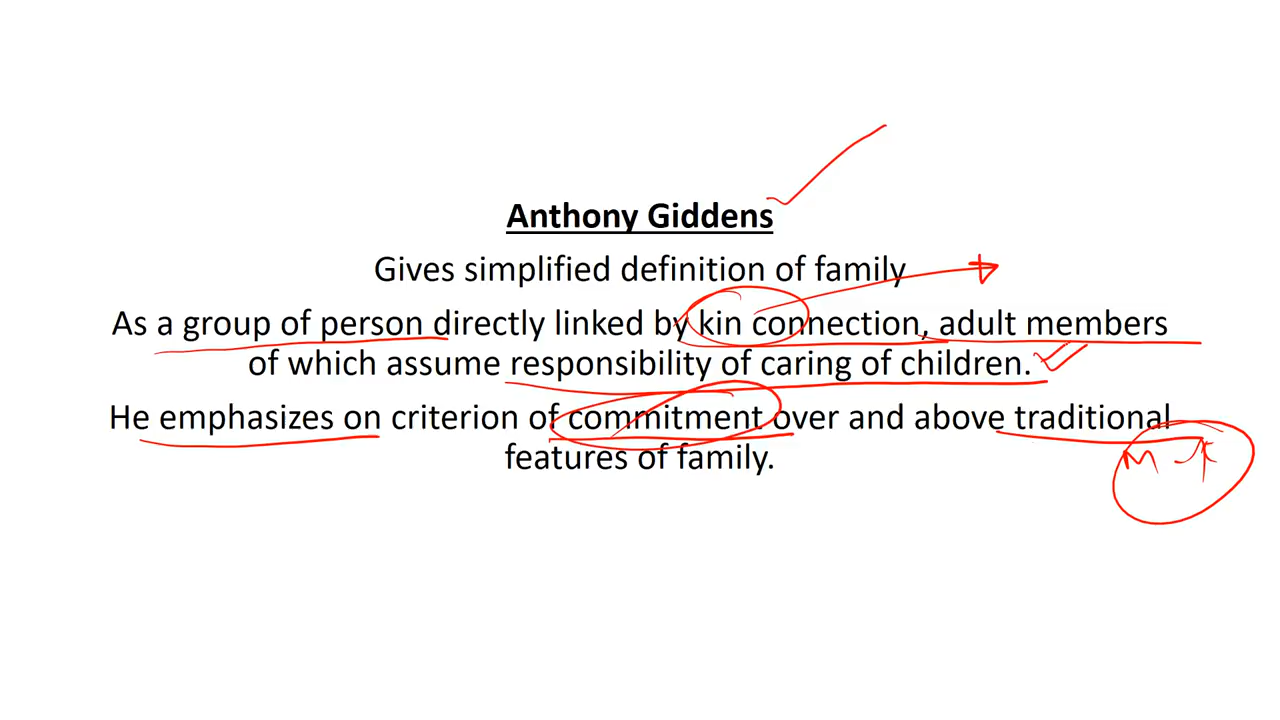 Anthony Giddens
Gives simplified definition of family
As a group of person directly linked by kin connection, adult members
of which assume responsibility of caring of children.
He emphasizes on criterion of commitment over and above traditional
features of family.